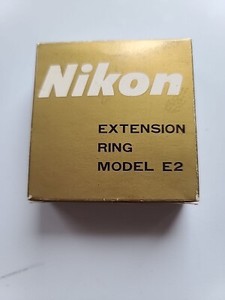 Nikon
EXTENSION
RING
MODEL E2